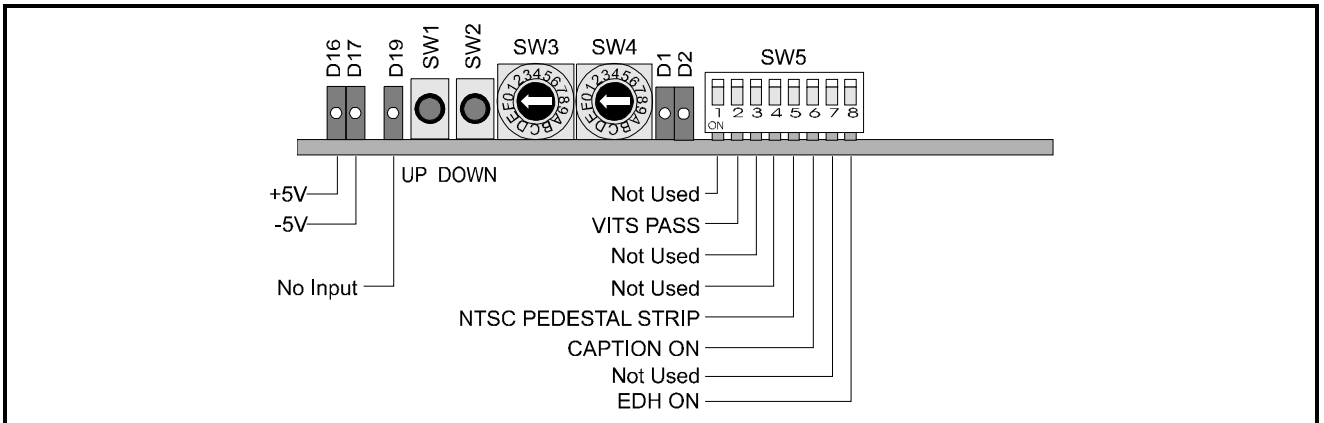 D16
D17
D19
SW1
SW2
SW3
SW4
D1
D2
SW5
0123456789ABCDEF
0123456789ABCDEF
1 2 3 4 5 6 7 8
ON
UP DOWN
+5V
-5V
No Input
Not Used
VITS PASS
Not Used
Not Used
NTSC PEDESTAL STRIP
CAPTION ON
Not Used
EDH ON